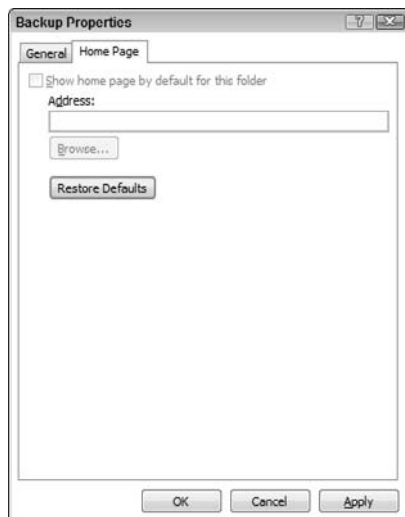 Backup Properties
General Home Page
Show home page by default for this folder
Address:
Browse...
Restore Defaults
OK Cancel Apply